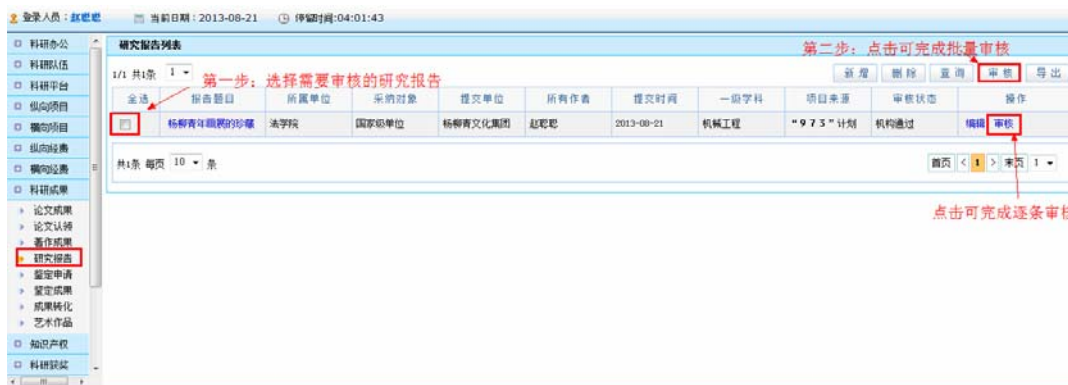 登录人员：赵聪聪 当前日期：2013-08-21 停留时间:04:01:43
科研办公
科研队伍
科研平台
纵向项目
横向项目
纵向经费
横向经费
科研成果
论文成果
论文认领
著作成果
研究报告
鉴定申请
鉴定成果
成果转化
艺术作品
知识产权
科研获奖
研究报告列表
第二步：点击可完成批量审核
1/1 共1条 1
第一步：选择需要审核的研究报告
新增 删除 查询 审核 导出
全选 报告题目 所属单位 采纳对象 提交单位 所有作者 提交时间 一级学科 项目来源 审核状态 操作
杨柳青年画 法学院 国家级单位 杨柳青文化集团 赵聪聪 2013-08-21 机械工程 “973”计划 机构通过 编辑 审核
共1条 每页 10 条
首页 < 1 > 末页 1
点击可完成逐条审核